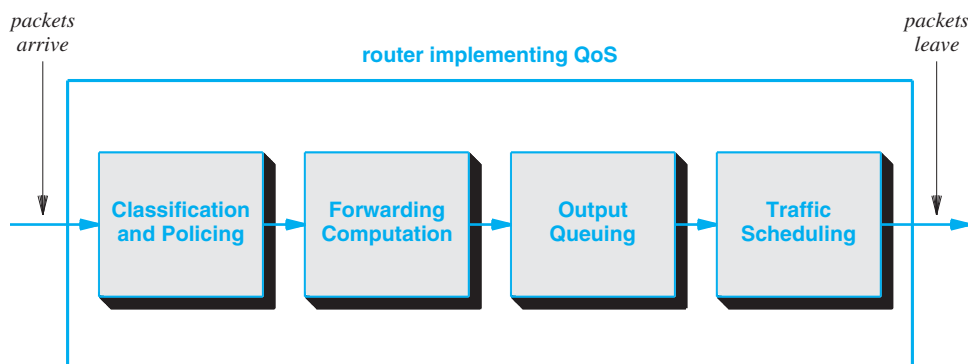 packets
arrive
packets
leave
router implementing QoS
Classification
and Policing
Forwarding
Computation
Output
Queuing
Traffic
Scheduling